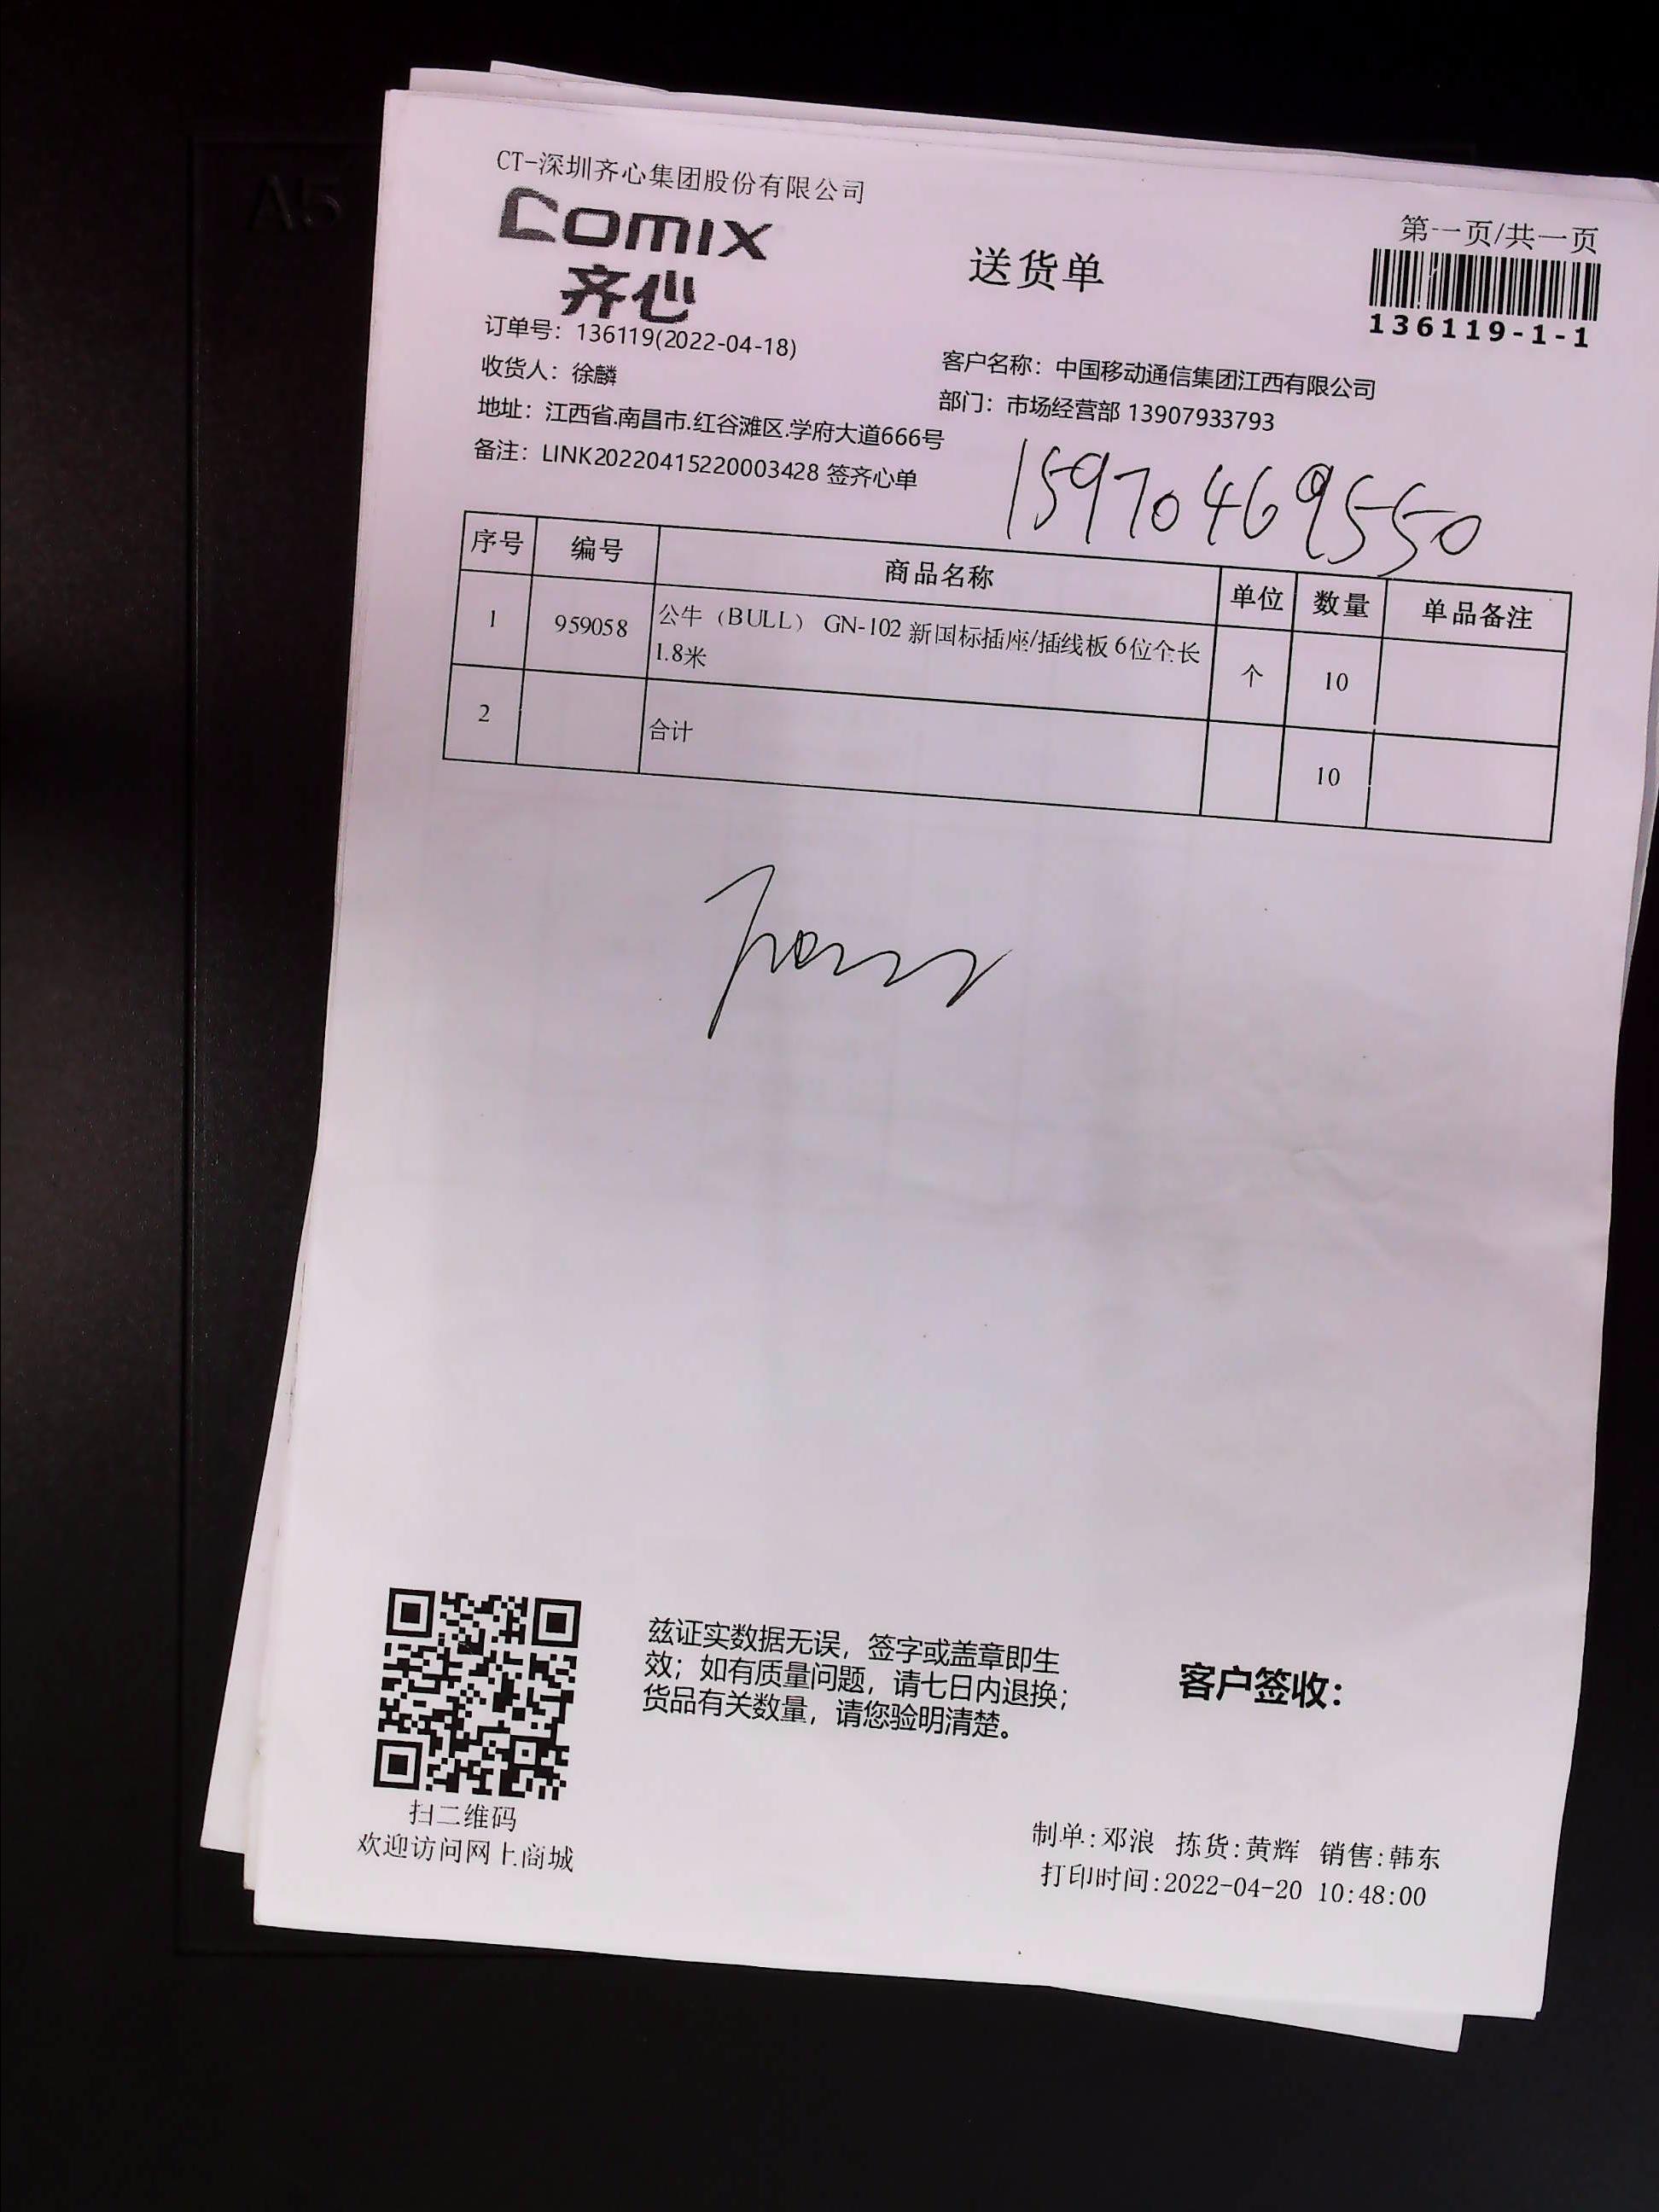 A5
CT-深圳齐心集团股份有限公司
comix
齐心
送货单
第一页/共一页
136119-1-1
订单号：136119(2022-04-18)
收货人：徐麟
客户名称：中国移动通信集团江西有限公司
地址：江西省.南昌市.红谷滩区.学府大道666号
部门：市场经营部 13907933793
备注：LINK20220415220003428 签齐心单
15970469550
序号 编号 商品名称 单位 数量 单品备注
1 959058 公牛（BULL） GN-102 新国标插座/插线板 6位全长 个 10
1.8米
2 合计 10
兹证实数据无误，签字或盖章即生
效；如有质量问题，请七日内退换；
货品有关数量，请您验明清楚。
客户签收：
扫二维码
欢迎访问网上商城
制单:邓浪 拣货:黄辉 销售:韩东
打印时间:2022-04-20 10:48:00